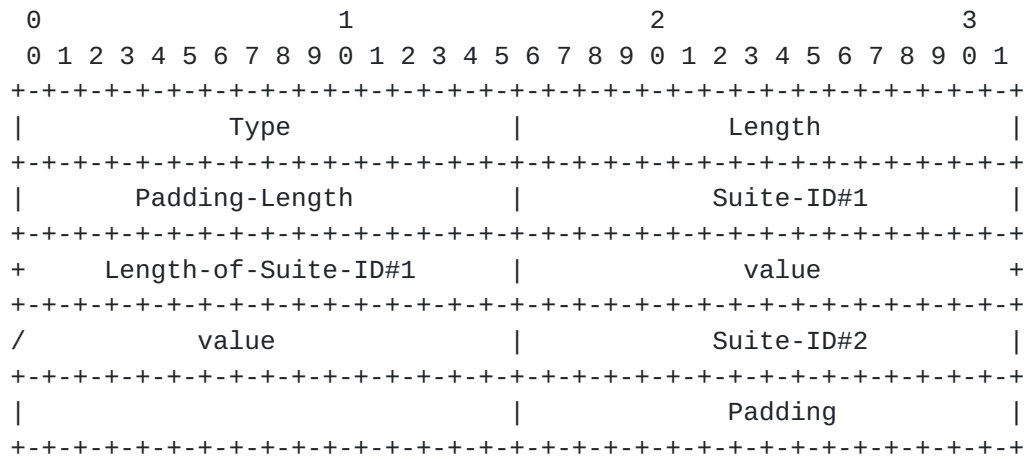 0                   1                   2                   3
 0 1 2 3 4 5 6 7 8 9 0 1 2 3 4 5 6 7 8 9 0 1 2 3 4 5 6 7 8 9 0 1
+-+-+-+-+-+-+-+-+-+-+-+-+-+-+-+-+-+-+-+-+-+-+-+-+-+-+-+-+-+-+-+-+
|             Type              |             Length            |
+-+-+-+-+-+-+-+-+-+-+-+-+-+-+-+-+-+-+-+-+-+-+-+-+-+-+-+-+-+-+-+-+
|       Padding-Length          |            Suite-ID#1         |
+-+-+-+-+-+-+-+-+-+-+-+-+-+-+-+-+-+-+-+-+-+-+-+-+-+-+-+-+-+-+-+-+
+     Length-of-Suite-ID#1      |              value            +
+-+-+-+-+-+-+-+-+-+-+-+-+-+-+-+-+-+-+-+-+-+-+-+-+-+-+-+-+-+-+-+-+
/           value               |            Suite-ID#2         |
+-+-+-+-+-+-+-+-+-+-+-+-+-+-+-+-+-+-+-+-+-+-+-+-+-+-+-+-+-+-+-+-+
|                               |             Padding           |
+-+-+-+-+-+-+-+-+-+-+-+-+-+-+-+-+-+-+-+-+-+-+-+-+-+-+-+-+-+-+-+-+